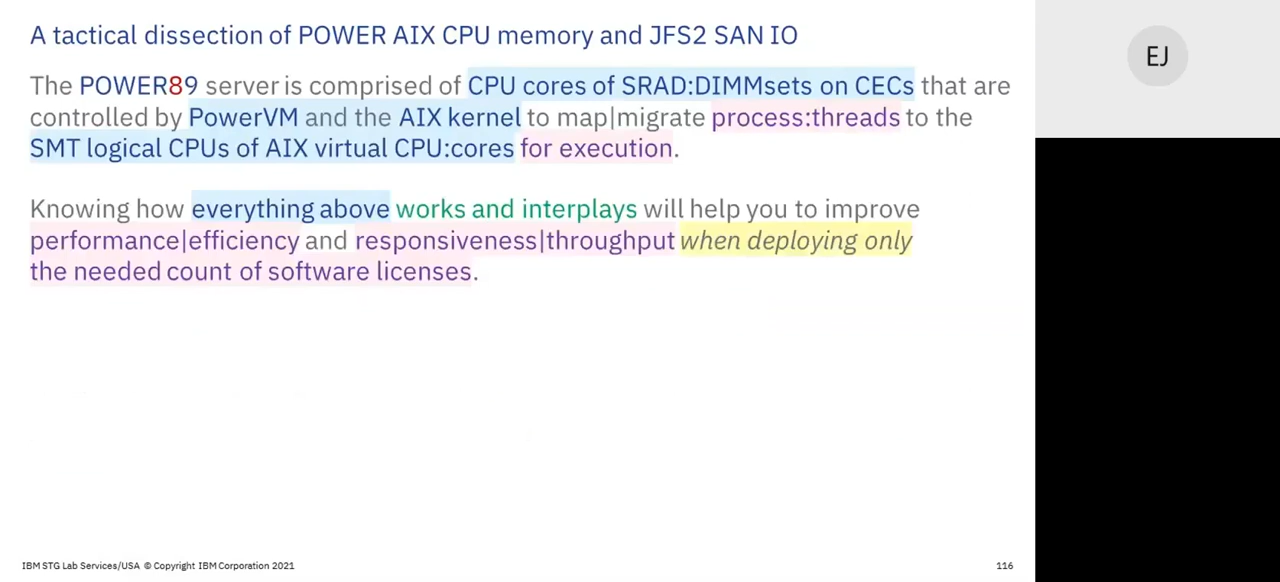 A tactical dissection of POWER AIX CPU memory and JFS2 SAN IO
The POWER89 server is comprised of CPU cores of SRAD:DIMMsets on CECs that are
controlled by PowerVM and the AIX kernel to map|migrate process:threads to the
SMT logical CPUs of AIX virtual CPU:cores for execution.
Knowing how everything above works and interplays will help you to improve
performance|efficiency and responsiveness|throughput when deploying only
the needed count of software licenses.
IBM STG Lab Services/USA © Copyright IBM Corporation 2021
116
EJ